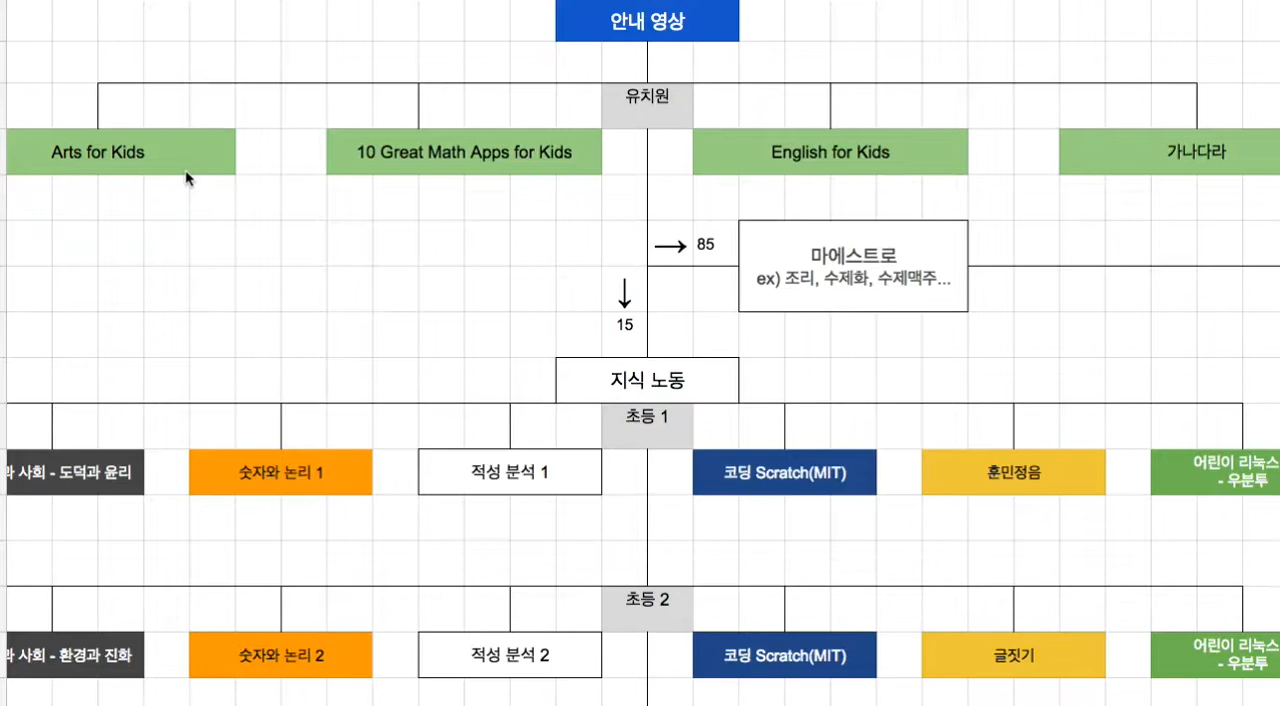 안내 영상
유치원
Arts for Kids
10 Great Math Apps for Kids
English for Kids
가나다라
→ 85
마에스트로
ex) 조리, 수제화, 수제맥주...
↓
15
지식 노동
초등 1
사회 - 도덕과 윤리
숫자와 논리 1
적성 분석 1
코딩 Scratch(MIT)
훈민정음
어린이 리눅스
- 우분투
초등 2
사회 - 환경과 진화
숫자와 논리 2
적성 분석 2
코딩 Scratch(MIT)
글짓기
어린이 리눅스
- 우분투